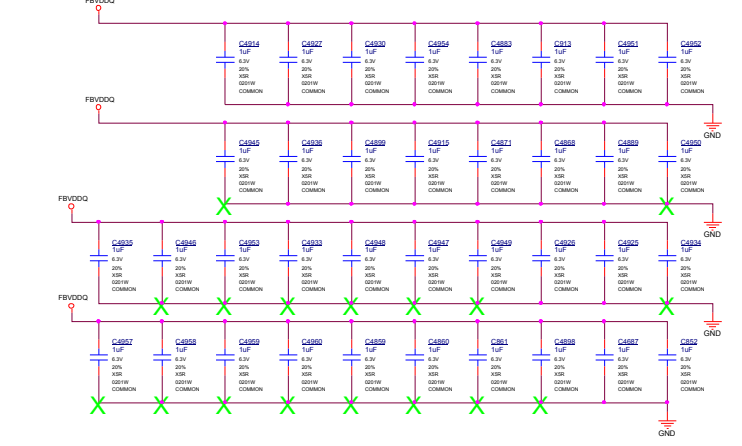 FBVDDQ
C4914 C4927 C4930 C4954 C4883 C913 C4951 C4952
1uF 1uF 1uF 1uF 1uF 1uF 1uF 1uF
6.3V 6.3V 6.3V 6.3V 6.3V 6.3V 6.3V 6.3V
20% 20% 20% 20% 20% 20% 20% 20%
X5R X5R X5R X5R X5R X5R X5R X5R
0201W 0201W 0201W 0201W 0201W 0201W 0201W 0201W
COMMON COMMON COMMON COMMON COMMON COMMON COMMON COMMON
FBVDDQ
GND
C4945 C4936 C4899 C4915 C4871 C4868 C4889 C4950
1uF 1uF 1uF 1uF 1uF 1uF 1uF 1uF
6.3V 6.3V 6.3V 6.3V 6.3V 6.3V 6.3V 6.3V
20% 20% 20% 20% 20% 20% 20% 20%
X5R X5R X5R X5R X5R X5R X5R X5R
0201W 0201W 0201W 0201W 0201W 0201W 0201W 0201W
COMMON COMMON COMMON COMMON COMMON COMMON COMMON COMMON
FBVDDQ
GND
C4935 C4946 C4953 C4933 C4948 C4947 C4949 C4926 C4925 C4934
1uF 1uF 1uF 1uF 1uF 1uF 1uF 1uF 1uF 1uF
6.3V 6.3V 6.3V 6.3V 6.3V 6.3V 6.3V 6.3V 6.3V 6.3V
20% 20% 20% 20% 20% 20% 20% 20% 20% 20%
X5R X5R X5R X5R X5R X5R X5R X5R X5R X5R
0201W 0201W 0201W 0201W 0201W 0201W 0201W 0201W 0201W 0201W
COMMON COMMON COMMON COMMON COMMON COMMON COMMON COMMON COMMON COMMON
FBVDDQ
GND
C4957 C4958 C4959 C4960 C4859 C4860 C861 C4898 C4687 C852
1uF 1uF 1uF 1uF 1uF 1uF 1uF 1uF 1uF 1uF
6.3V 6.3V 6.3V 6.3V 6.3V 6.3V 6.3V 6.3V 6.3V 6.3V
20% 20% 20% 20% 20% 20% 20% 20% 20% 20%
X5R X5R X5R X5R X5R X5R X5R X5R X5R X5R
0201W 0201W 0201W 0201W 0201W 0201W 0201W 0201W 0201W 0201W
COMMON COMMON COMMON COMMON COMMON COMMON COMMON COMMON COMMON COMMON
GND